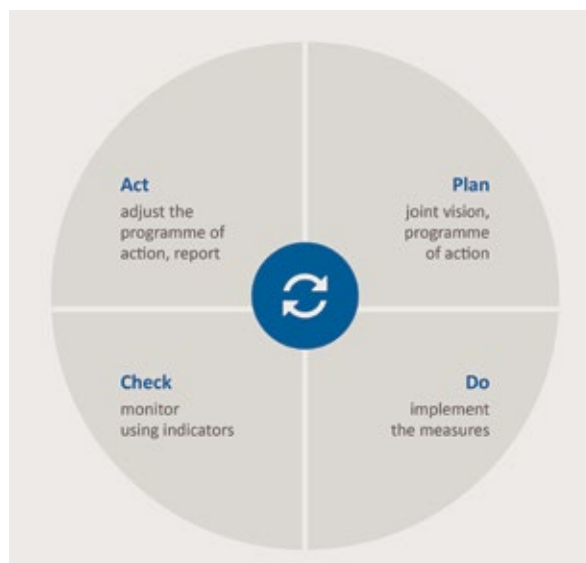 Act
adjust the
programme of
action, report
Plan
joint vision,
programme
of action
Check
monitor
using indicators
Do
implement
the measures